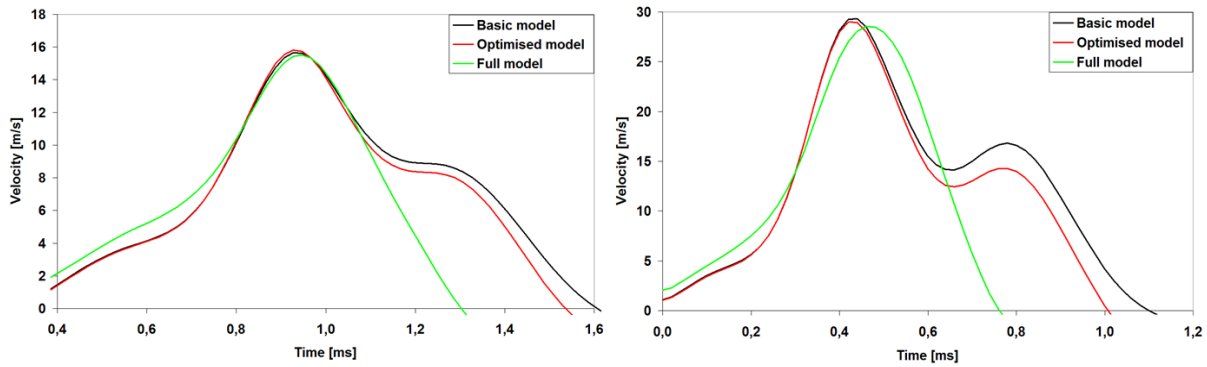 18
16
14
12
10
8
6
4
2
0
Velocity [m/s]
0,4 0,6 0,8 1,0 1,2 1,4 1,6
Time [ms]
Basic model
Optimised model
Full model
35
30
25
20
15
10
5
0
Velocity [m/s]
0,0 0,2 0,4 0,6 0,8 1,0 1,2
Time [ms]
Basic model
Optimised model
Full model